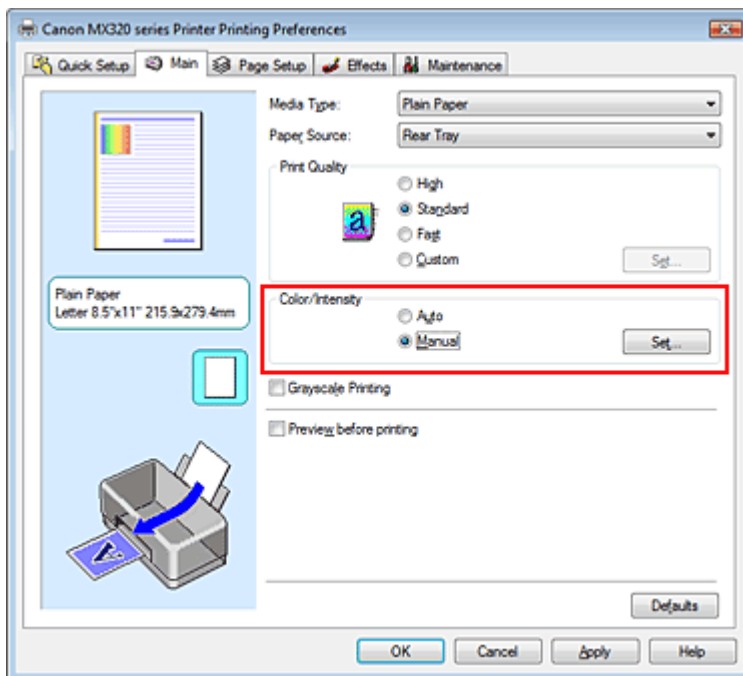 Canon MX320 series Printer Printing Preferences
Quick Setup
Main
Page Setup
Effects
Maintenance
Media Type:
Plain Paper
Paper Source:
Rear Tray
Print Quality
High
Standard
Fast
Custom
Set...
a
Plain Paper
Letter 8.5"x11" 215.9x279.4mm
Color/Intensity
Auto
Manual
Set...
Grayscale Printing
Preview before printing
A
Defaults
OK
Cancel
Apply
Help